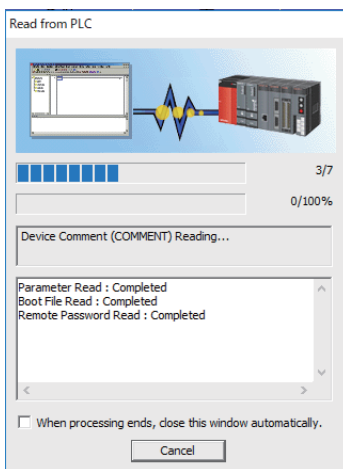 Read from PLC
3/7
0/100%
Device Comment (COMMENT) Reading...
Parameter Read : Completed
Boot File Read : Completed
Remote Password Read : Completed
When processing ends, close this window automatically.
Cancel